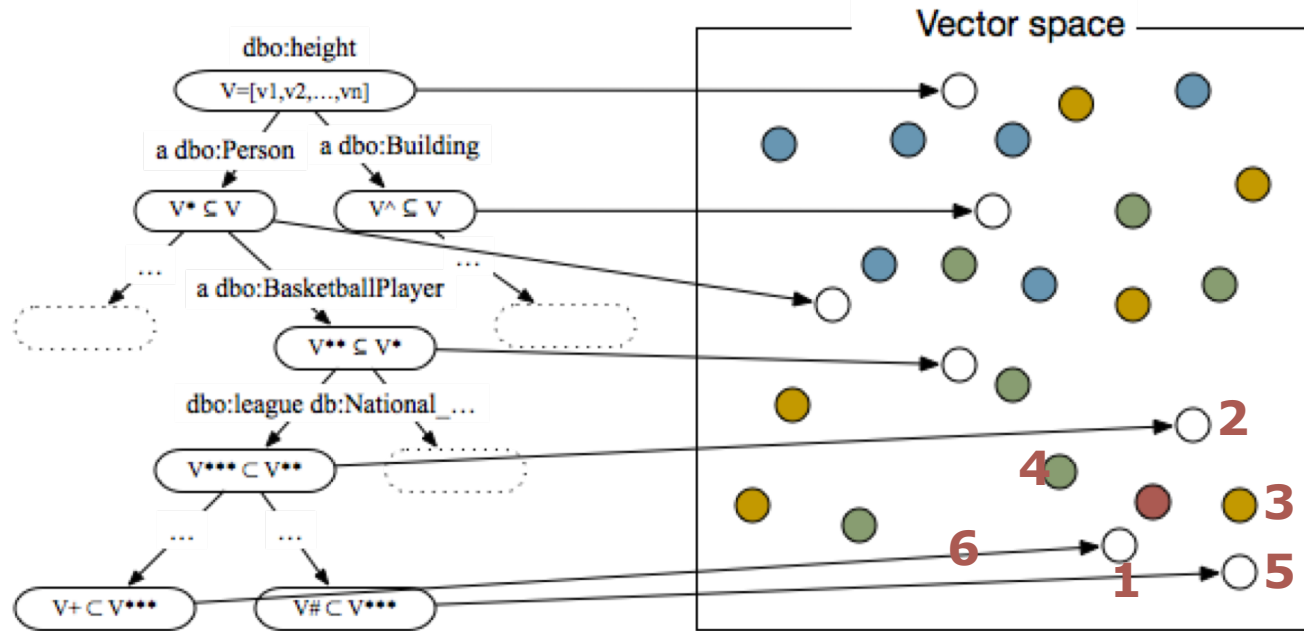 Vector space
dbo:height
V=[v1,v2,...,vn]
a dbo:Person
a dbo:Building
V* ⊆ V
V^ ⊆ V
...
...
a dbo:BasketballPlayer
V** ⊆ V*
dbo:league db:National_...
2
V*** ⊂ V**
4
3
...
...
6
1
5
V+ ⊂ V***
V# ⊂ V***